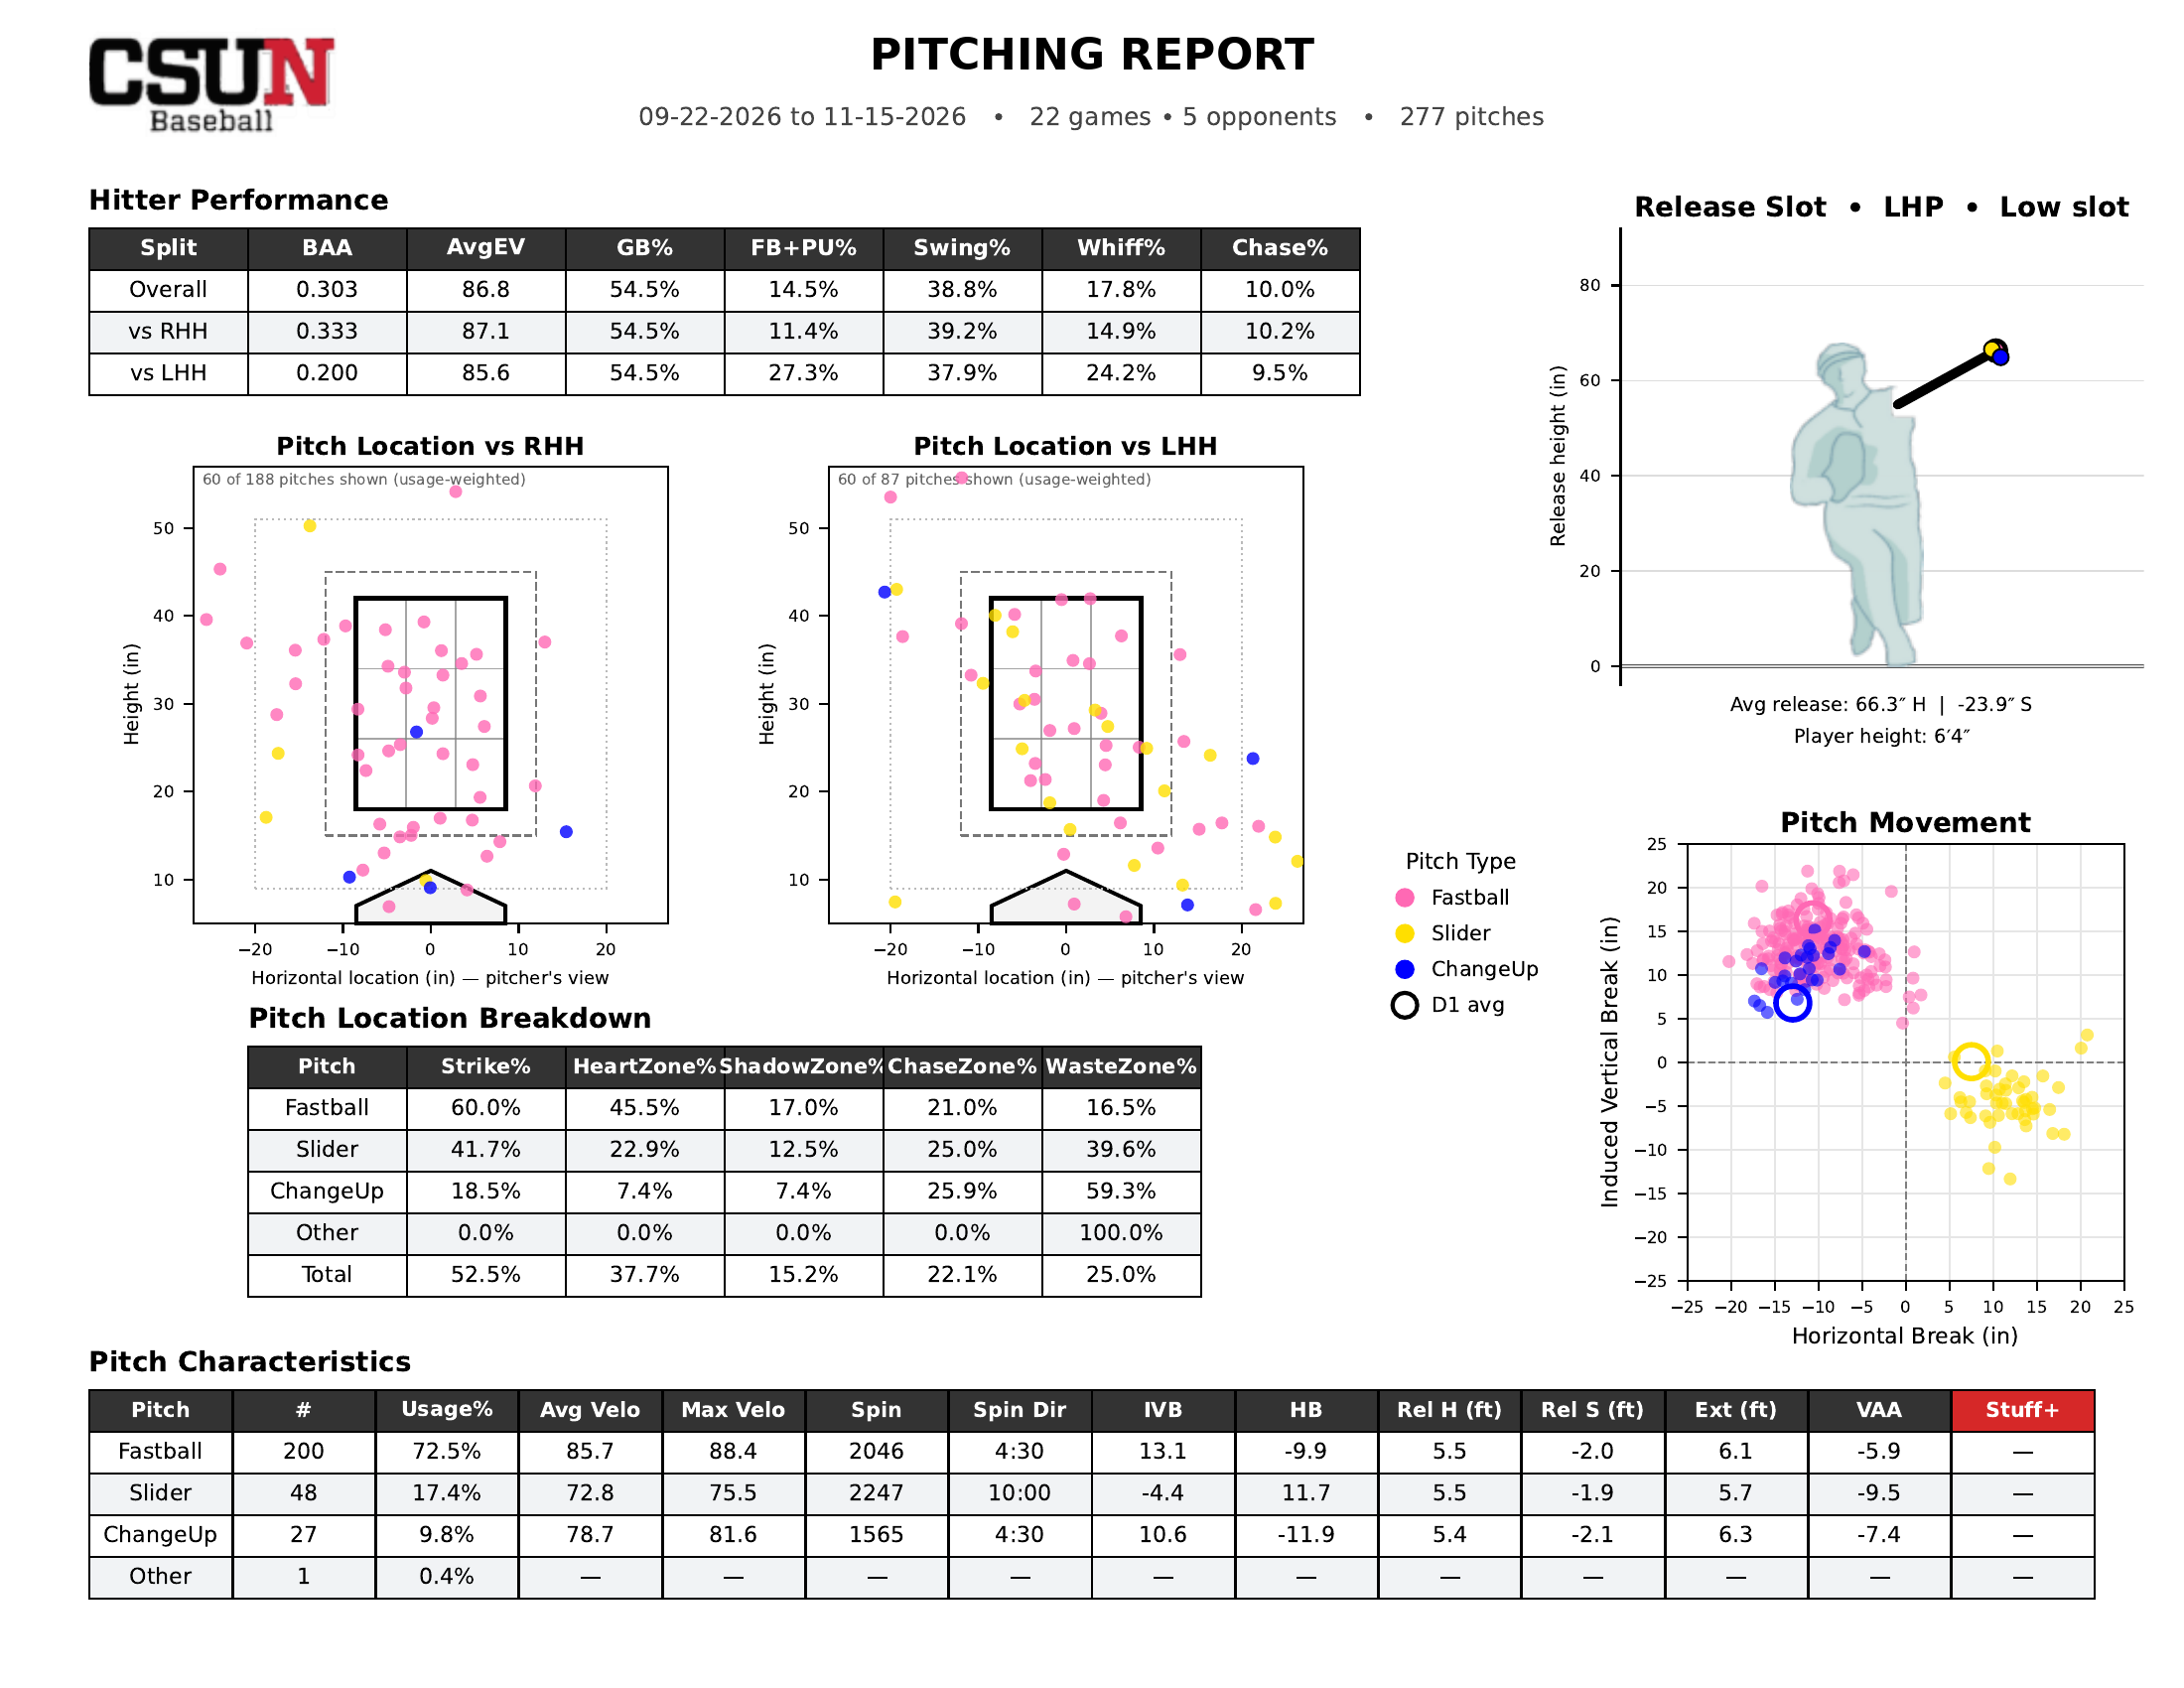 CSUN
Baseball
PITCHING REPORT
09-22-2026 to 11-15-2026 • 22 games • 5 opponents • 277 pitches
Hitter Performance
Split BAA AvgEV GB% FB+PU% Swing% Whiff% Chase%
Overall 0.303 86.8 54.5% 14.5% 38.8% 17.8% 10.0%
vs RHH 0.333 87.1 54.5% 11.4% 39.2% 14.9% 10.2%
vs LHH 0.200 85.6 54.5% 27.3% 37.9% 24.2% 9.5%
Release Slot • LHP • Low slot
80
60
40
20
0
Release height (in)
Avg release: 66.3″ H | -23.9″ S
Player height: 6′4″
Pitch Location vs RHH
60 of 188 pitches shown (usage-weighted)
50
40
30
20
10
Height (in)
−20 −10 0 10 20
Horizontal location (in) — pitcher's view
Pitch Location vs LHH
60 of 87 pitches shown (usage-weighted)
50
40
30
20
10
Height (in)
−20 −10 0 10 20
Horizontal location (in) — pitcher's view
Pitch Type
Fastball
Slider
ChangeUp
D1 avg
Pitch Movement
25
20
15
10
5
0
−5
−10
−15
−20
−25
Induced Vertical Break (in)
−25 −20 −15 −10 −5 0 5 10 15 20 25
Horizontal Break (in)
Pitch Location Breakdown
Pitch Strike% HeartZone% ShadowZone% ChaseZone% WasteZone%
Fastball 60.0% 45.5% 17.0% 21.0% 16.5%
Slider 41.7% 22.9% 12.5% 25.0% 39.6%
ChangeUp 18.5% 7.4% 7.4% 25.9% 59.3%
Other 0.0% 0.0% 0.0% 0.0% 100.0%
Total 52.5% 37.7% 15.2% 22.1% 25.0%
Pitch Characteristics
Pitch # Usage% Avg Velo Max Velo Spin Spin Dir IVB HB Rel H (ft) Rel S (ft) Ext (ft) VAA Stuff+
Fastball 200 72.5% 85.7 88.4 2046 4:30 13.1 -9.9 5.5 -2.0 6.1 -5.9 —
Slider 48 17.4% 72.8 75.5 2247 10:00 -4.4 11.7 5.5 -1.9 5.7 -9.5 —
ChangeUp 27 9.8% 78.7 81.6 1565 4:30 10.6 -11.9 5.4 -2.1 6.3 -7.4 —
Other 1 0.4% — — — — — — — — — — —